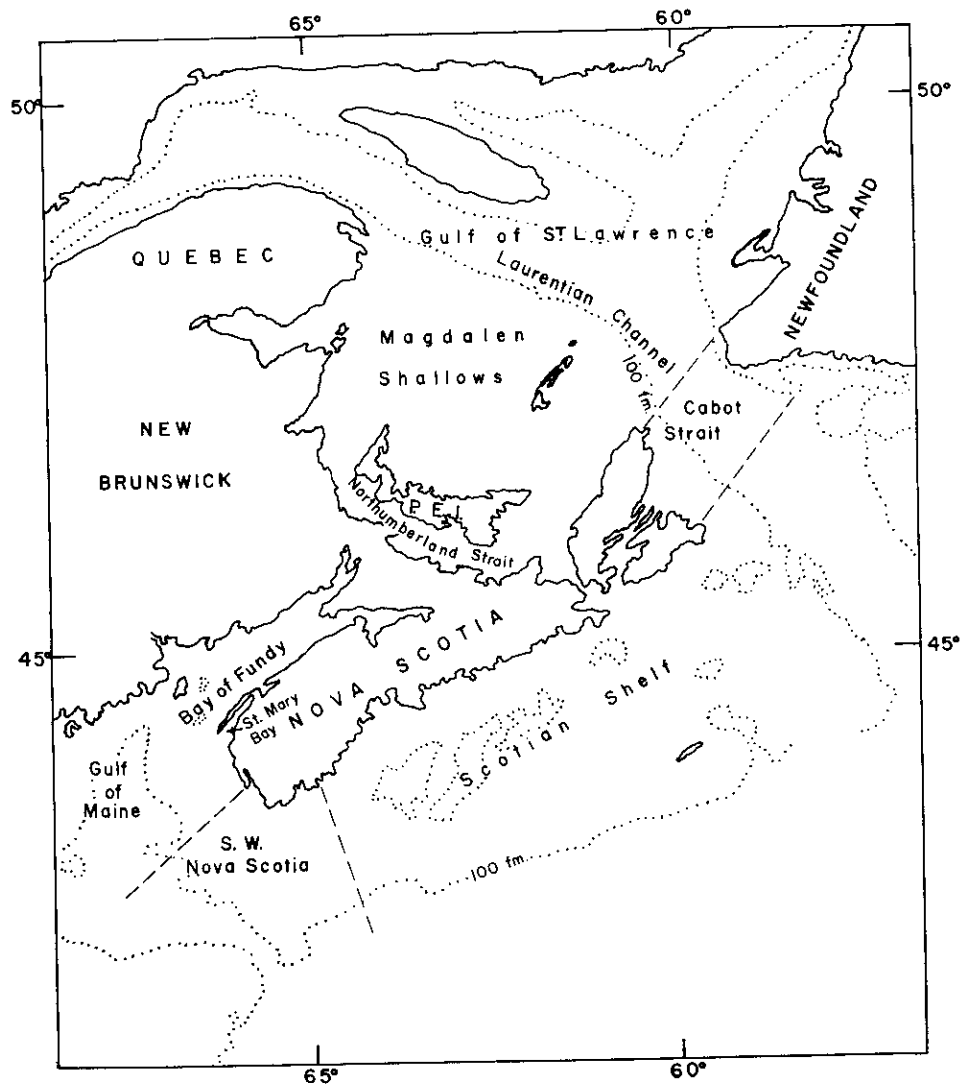 65°
60°
50°
50°
QUEBEC
Gulf of St. Lawrence
Laurentian Channel
NEWFOUNDLAND
Magdalen
Shallows
100 fm
Cabot
Strait
NEW
BRUNSWICK
P E I
Northumberland Strait
45°
45°
Bay of Fundy
NOVA SCOTIA
St. Mary
Bay
Scotian Shelf
Gulf
of
Maine
S. W.
Nova Scotia
100 fm
65°
60°